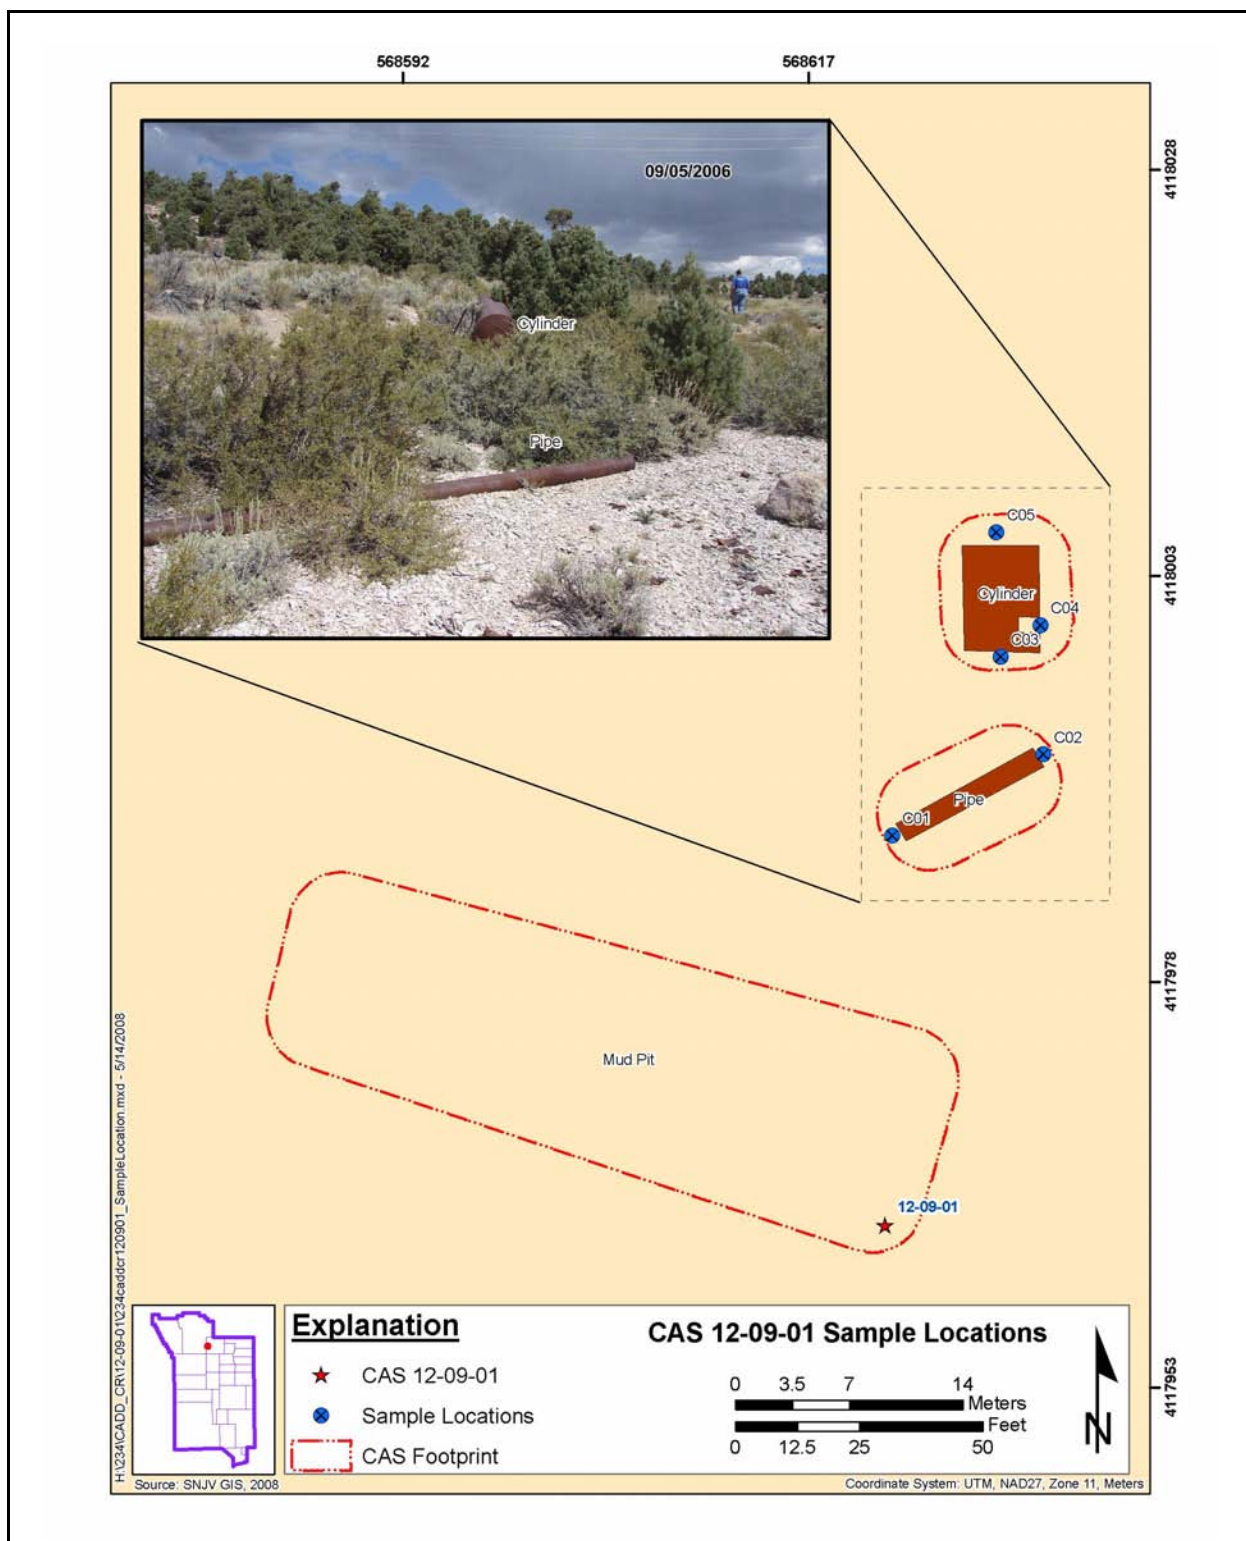 568592
568617
09/05/2006
4118028
Cylinder
Pipe
C05
4118003
Cylinder
C04
C03
C02
Pipe
C01
4117978
Mud Pit
12-09-01
H:\234\CADD_CR\12-09-01\234caddcr120901_SampleLocation.mxd - 5/14/2008
Explanation
CAS 12-09-01
Sample Locations
CAS Footprint
CAS 12-09-01 Sample Locations
0 3.5 7 14
Meters
Feet
0 12.5 25 50
N
4117953
Source: SNJV GIS, 2008
Coordinate System: UTM, NAD27, Zone 11, Meters